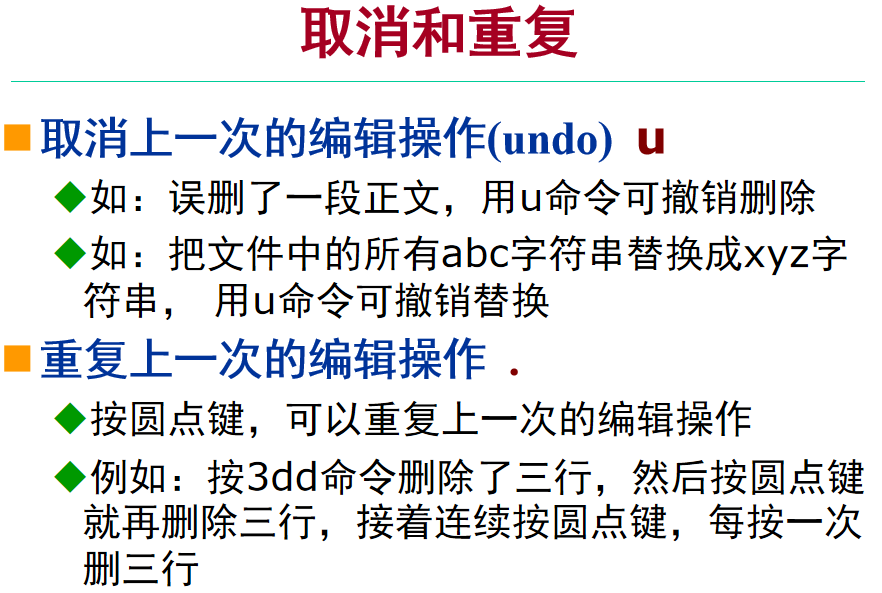 取消和重复
取消上一次的编辑操作(undo) u
如：误删了一段正文，用u命令可撤销删除
如：把文件中的所有abc字符串替换成xyz字
符串， 用u命令可撤销替换
重复上一次的编辑操作 .
按圆点键，可以重复上一次的编辑操作
例如：按3dd命令删除了三行，然后按圆点键
就再删除三行，接着连续按圆点键，每按一次
删三行